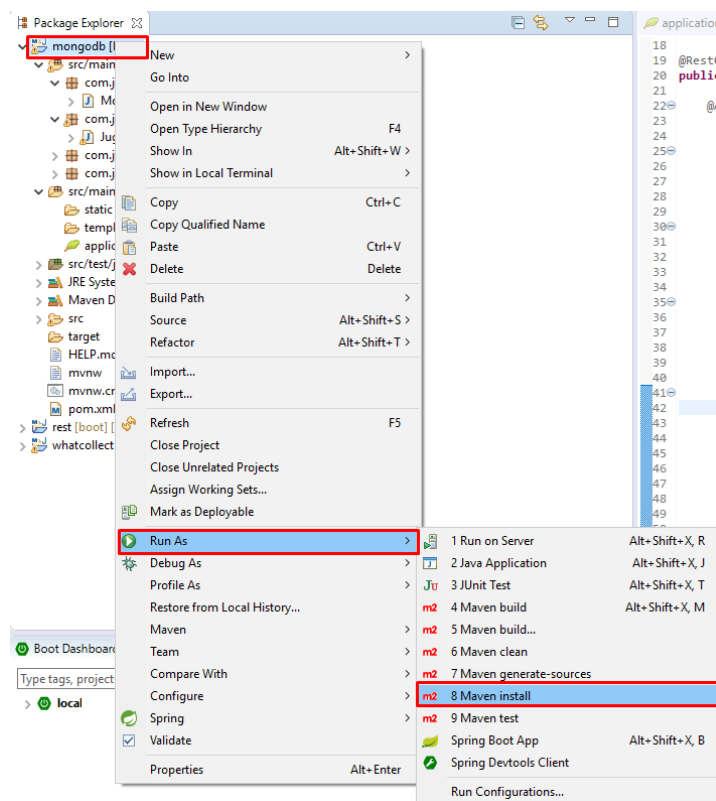 Package Explorer
mongodb [
src/main
com.j
Mo
com.j
Jug
com.j
com.j
src/main
static
templ
applic
src/test/j
JRE Syste
Maven D
src
target
HELP.mc
mvnw
mvnw.cr
pom.xml
rest [boot] [
whatcollect
Boot Dashboard
Type tags, project
local
New
Go Into
Open in New Window
Open Type Hierarchy F4
Show In Alt+Shift+W >
Show in Local Terminal
Copy Ctrl+C
Copy Qualified Name
Paste Ctrl+V
Delete Delete
Build Path
Source Alt+Shift+S >
Refactor Alt+Shift+T >
Import...
Export...
Refresh F5
Close Project
Close Unrelated Projects
Assign Working Sets...
Mark as Deployable
Run As
Debug As
Profile As
Restore from Local History...
Maven
Team
Compare With
Configure
Spring
Validate
Properties Alt+Enter
1 Run on Server Alt+Shift+X, R
2 Java Application Alt+Shift+X, J
3 JUnit Test Alt+Shift+X, T
4 Maven build Alt+Shift+X, M
5 Maven build...
6 Maven clean
7 Maven generate-sources
8 Maven install
9 Maven test
Spring Boot App Alt+Shift+X, B
Spring Devtools Client
Run Configurations...
application
18
19 @Rest
20 public
21
22 @
23
24
25
26
27
28
29
30
31
32
33
34
35
36
37
38
39
40
41
42
43
44
45
46
47
48
49